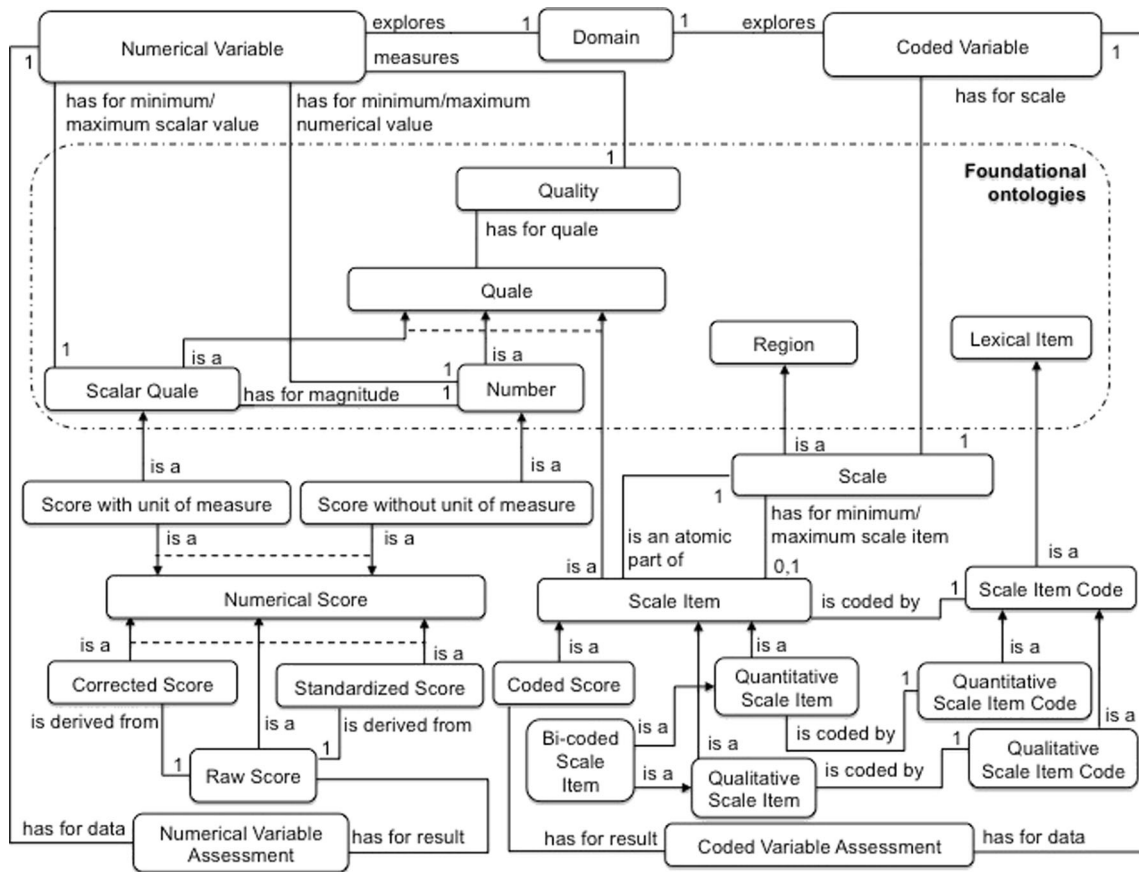 explores
1
1
Domain
1
explores
Numerical Variable
Coded Variable
1
measures
1
has for minimum/
maximum scalar value
has for minimum/maximum
numerical value
has for scale
1
Foundational
ontologies
Quality
has for quale
Quale
Region
Lexical Item
1
is a
1
is a
Scalar Quale
has for magnitude
1
Number
is a
is a
is a
1
Scale
Score with unit of measure
Score without unit of measure
1
has for minimum/
maximum scale item
is a
is a
is an atomic
part of
is a
is a
0,1
Numerical Score
Scale Item
is coded by
1
Scale Item Code
is a
is a
is a
is a
is a
Corrected Score
Standardized Score
Coded Score
Quantitative
Scale Item
1
Quantitative
Scale Item Code
is derived from
is a
is derived from
is a
is coded by
is a
Bi-coded
Scale
Item
is a
1
1
Raw Score
is a
Qualitative
Scale Item
is coded by
1
Qualitative
Scale Item Code
has for data
Numerical Variable
Assessment
has for result
has for result
Coded Variable Assessment
has for data